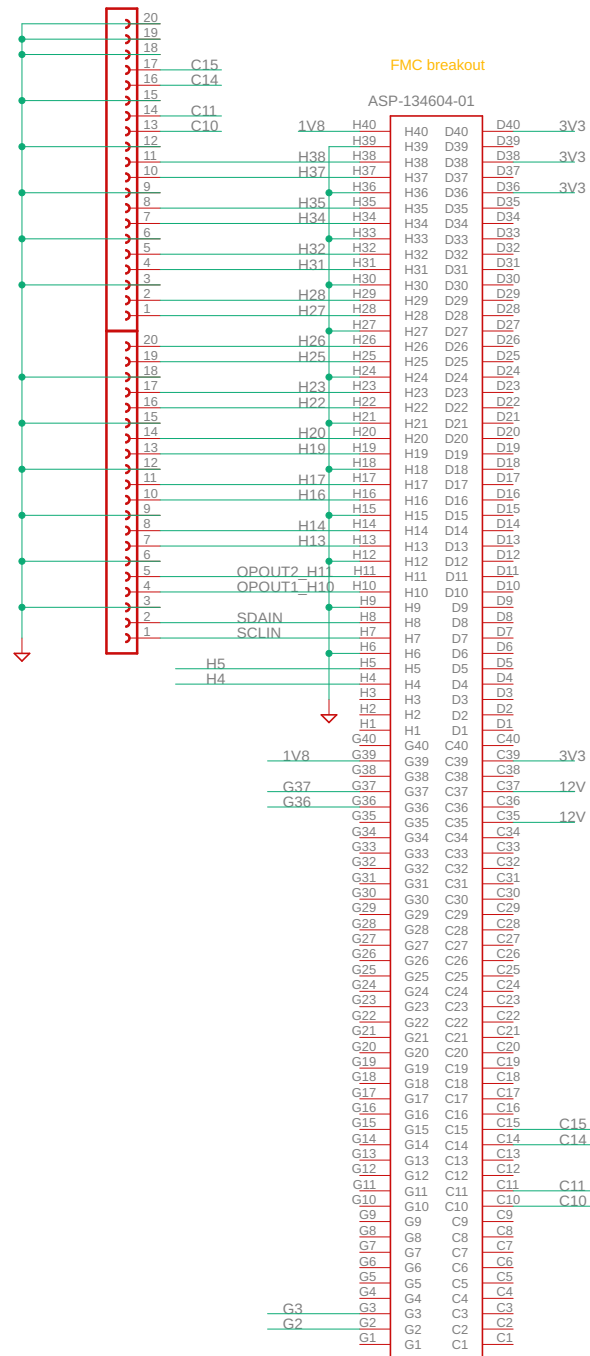 20
19
18
17 C15
FMC breakout
16 C14
15
ASP-134604-01
14 C11
13 C10 1V8 H40 H40 D40 D40 3V3
12 H39 H39 D39 D39
11 H38 H38 H38 D38 D38 3V3
10 H37 H37 H37 D37 D37
9 H36 H36 D36 D36 3V3
8 H35 H35 H35 D35 D35
7 H34 H34 H34 D34 D34
6 H33 H33 D33 D33
5 H32 H32 H32 D32 D32
4 H31 H31 H31 D31 D31
3 H30 H30 D30 D30
2 H28 H29 H29 D29 D29
1 H27 H28 H28 D28 D28
H27 H27 D27 D27
20 H26 H26 H26 D26 D26
19 H25 H25 H25 D25 D25
18 H24 H24 D24 D24
17 H23 H23 H23 D23 D23
16 H22 H22 H22 D22 D22
15 H21 H21 D21 D21
14 H20 H20 H20 D20 D20
13 H19 H19 H19 D19 D19
12 H18 H18 D18 D18
11 H17 H17 H17 D17 D17
10 H16 H16 H16 D16 D16
9 H15 H15 D15 D15
8 H14 H14 H14 D14 D14
7 H13 H13 H13 D13 D13
6 H12 H12 D12 D12
5 OPOUT2_H11 H11 H11 D11 D11
4 OPOUT1_H10 H10 H10 D10 D10
3 H9 H9 D9 D9
2 SDAIN H8 H8 D8 D8
1 SCLIN H7 H7 D7 D7
H6 H6 D6 D6
H5 H5 H5 D5 D5
H4 H4 H4 D4 D4
H3 H3 D3 D3
H2 H2 D2 D2
H1 H1 D1 D1
G40 G40 C40 C40
1V8 G39 G39 C39 C39 3V3
G38 G38 C38 C38
G37 G37 G37 C37 C37 12V
G36 G36 G36 C36 C36
G35 G35 C35 C35 12V
G34 G34 C34 C34
G33 G33 C33 C33
G32 G32 C32 C32
G31 G31 C31 C31
G30 G30 C30 C30
G29 G29 C29 C29
G28 G28 C28 C28
G27 G27 C27 C27
G26 G26 C26 C26
G25 G25 C25 C25
G24 G24 C24 C24
G23 G23 C23 C23
G22 G22 C22 C22
G21 G21 C21 C21
G20 G20 C20 C20
G19 G19 C19 C19
G18 G18 C18 C18
G17 G17 C17 C17
G16 G16 C16 C16
G15 G15 C15 C15 C15
G14 G14 C14 C14 C14
G13 G13 C13 C13
G12 G12 C12 C12
G11 G11 C11 C11 C11
G10 G10 C10 C10 C10
G9 G9 C9 C9
G8 G8 C8 C8
G7 G7 C7 C7
G6 G6 C6 C6
G5 G5 C5 C5
G4 G4 C4 C4
G3 G3 G3 C3 C3
G2 G2 G2 C2 C2
G1 G1 C1 C1